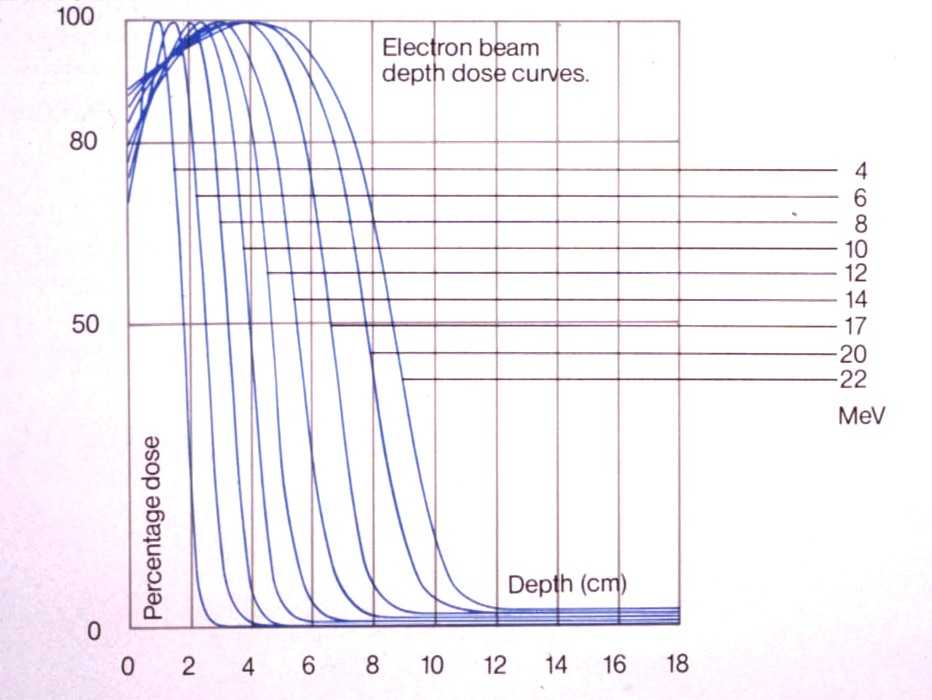 100
Electron beam
depth dose curves.
80
4
6
8
10
12
50
14
17
20
22
MeV
Percentage dose
Depth (cm)
0
0 2 4 6 8 10 12 14 16 18